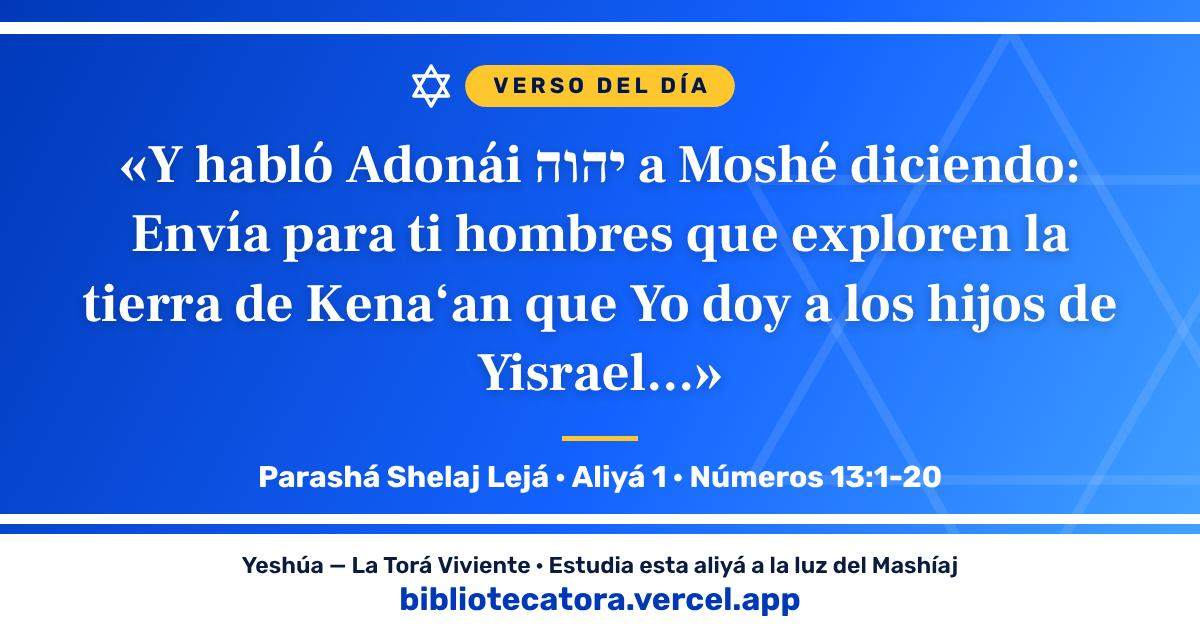 VERSO DEL DÍA
«Y habló Adonái יהוה a Moshé diciendo:
Envía para ti hombres que exploren la
tierra de Kena‘an que Yo doy a los hijos de
Yisrael...»
Parashá Shelaj Lejá • Aliyá 1 • Números 13:1-20
Yeshúa — La Torá Viviente • Estudia esta aliyá a la luz del Mashíaj
bibliotecatora.vercel.app